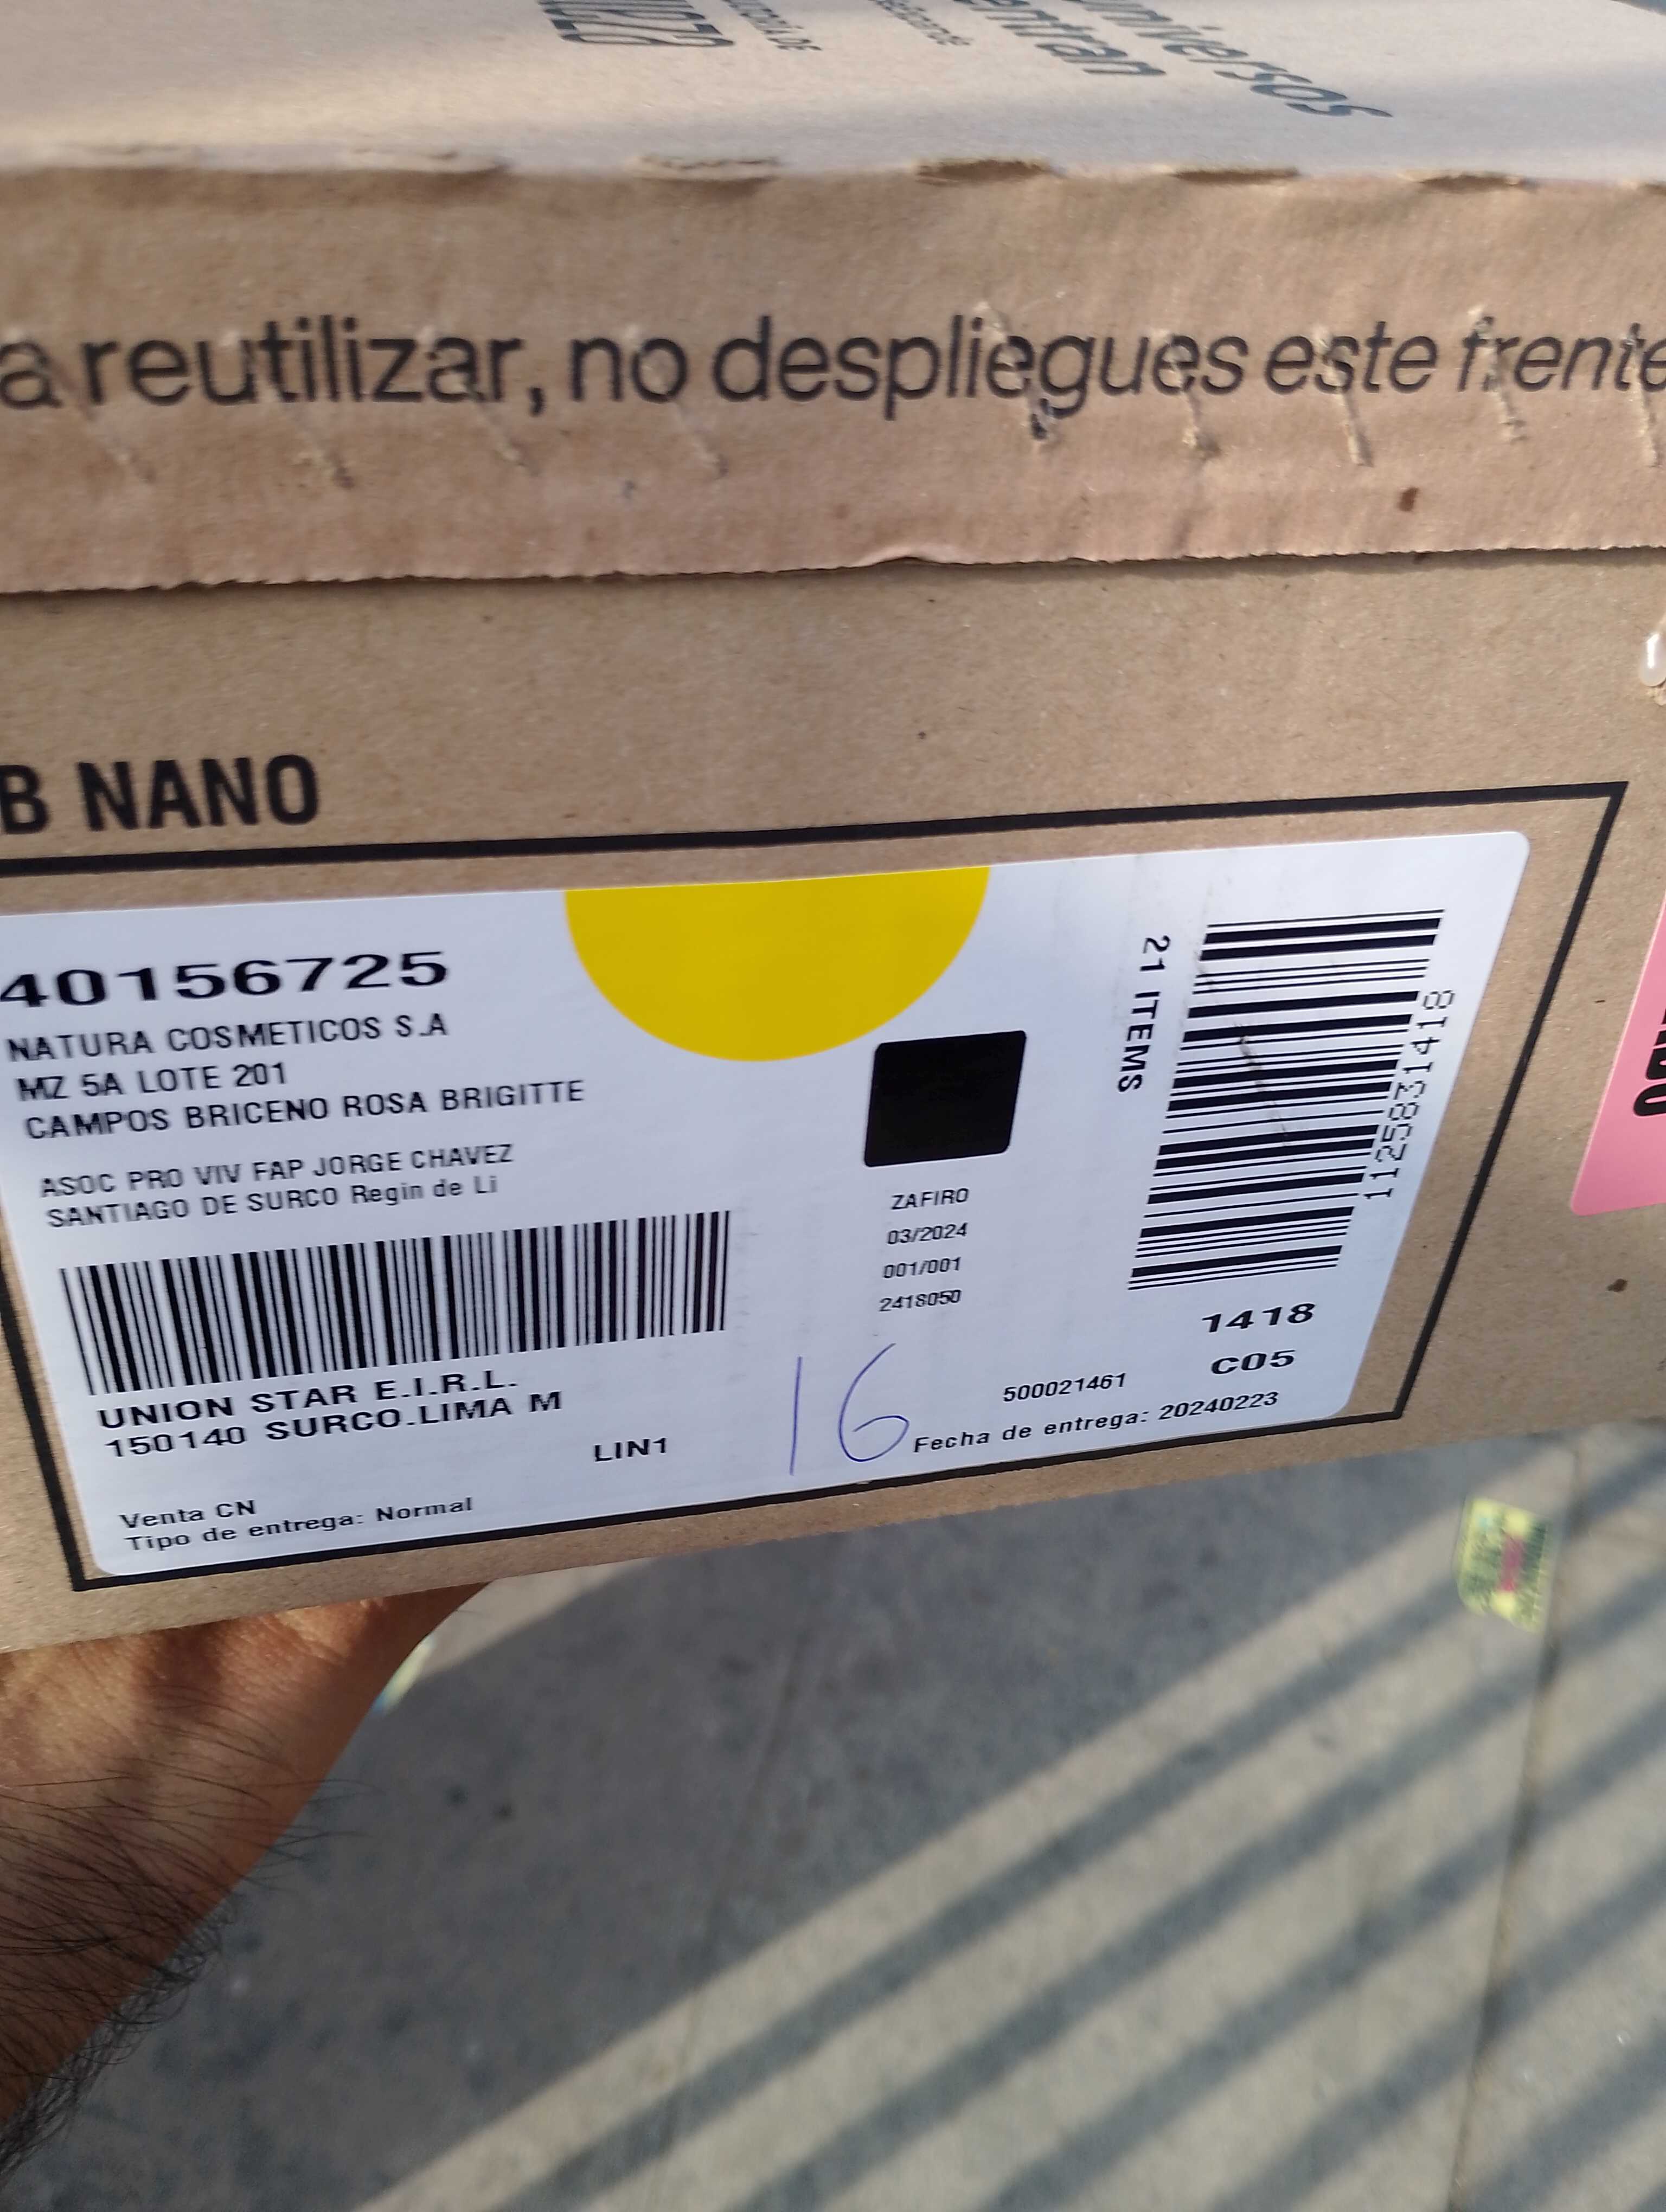 universos
entran
a reutilizar, no despliegues este frente
B NANO
40156725
NATURA COSMETICOS S.A
MZ 5A LOTE 201
CAMPOS BRICENO ROSA BRIGITTE
ASOC PRO VIV FAP JORGE CHAVEZ
SANTIAGO DE SURCO Regin de Li
UNION STAR E.I.R.L.
150140 SURCO.LIMA M
LIN1
Venta CN
Tipo de entrega: Normal
ZAFIRO
03/2024
001/001
2418050
16
21 ITEMS
1125831418
1418
C05
500021461
Fecha de entrega: 20240223